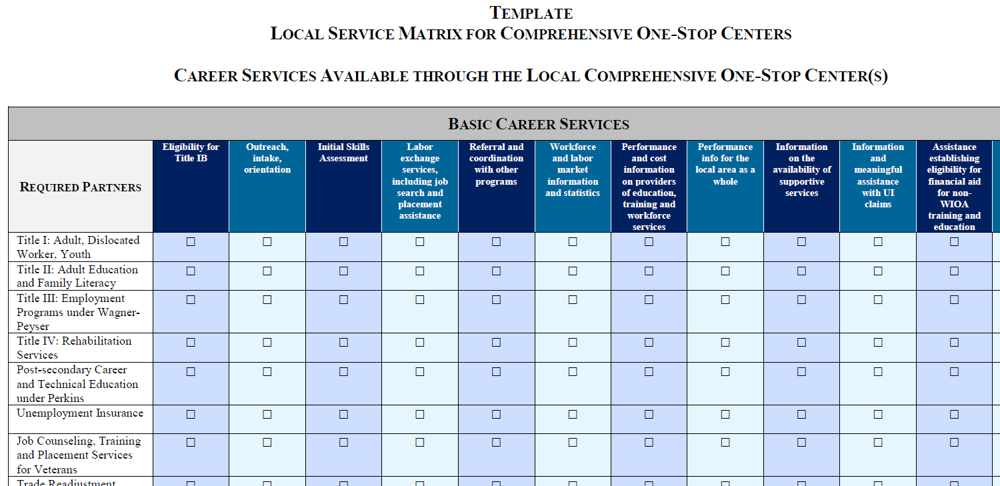 TEMPLATE
LOCAL SERVICE MATRIX FOR COMPREHENSIVE ONE-STOP CENTERS
CAREER SERVICES AVAILABLE THROUGH THE LOCAL COMPREHENSIVE ONE-STOP CENTER(S)
BASIC CAREER SERVICES
REQUIRED PARTNERS
Eligibility for
Title IB
Outreach,
intake,
orientation
Initial Skills
Assessment
Labor
exchange
services,
including job
search and
placement
assistance
Referral and
coordination
with other
programs
Workforce
and labor
market
information
and statistics
Performance
and cost
information
on providers
of education,
training and
workforce
services
Performance
info for the
local area as a
whole
Information
on the
availability of
supportive
services
Information
and
meaningful
assistance
with UI
claims
Assistance
establishing
eligibility for
financial aid
for non-
WIOA
training and
education
Title I: Adult, Dislocated
Worker, Youth
☐ ☐ ☐ ☐ ☐ ☐ ☐ ☐ ☐ ☐ ☐
Title II: Adult Education
and Family Literacy
☐ ☐ ☐ ☐ ☐ ☐ ☐ ☐ ☐ ☐ ☐
Title III: Employment
Programs under Wagner-
Peyser
☐ ☐ ☐ ☐ ☐ ☐ ☐ ☐ ☐ ☐ ☐
Title IV: Rehabilitation
Services
☐ ☐ ☐ ☐ ☐ ☐ ☐ ☐ ☐ ☐ ☐
Post-secondary Career
and Technical Education
under Perkins
☐ ☐ ☐ ☐ ☐ ☐ ☐ ☐ ☐ ☐ ☐
Unemployment Insurance
☐ ☐ ☐ ☐ ☐ ☐ ☐ ☐ ☐ ☐ ☐
Job Counseling, Training
and Placement Services
for Veterans
☐ ☐ ☐ ☐ ☐ ☐ ☐ ☐ ☐ ☐ ☐
Trade Readjustment
☐ ☐ ☐ ☐ ☐ ☐ ☐ ☐ ☐ ☐ ☐